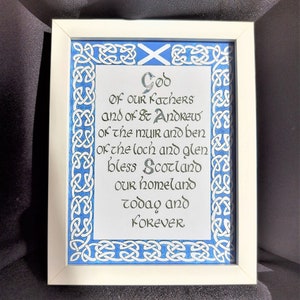 God
of our fathers
and of St Andrew
of the muir and ben
of the loch and glen
bless Scotland
our homeland
today and
forever